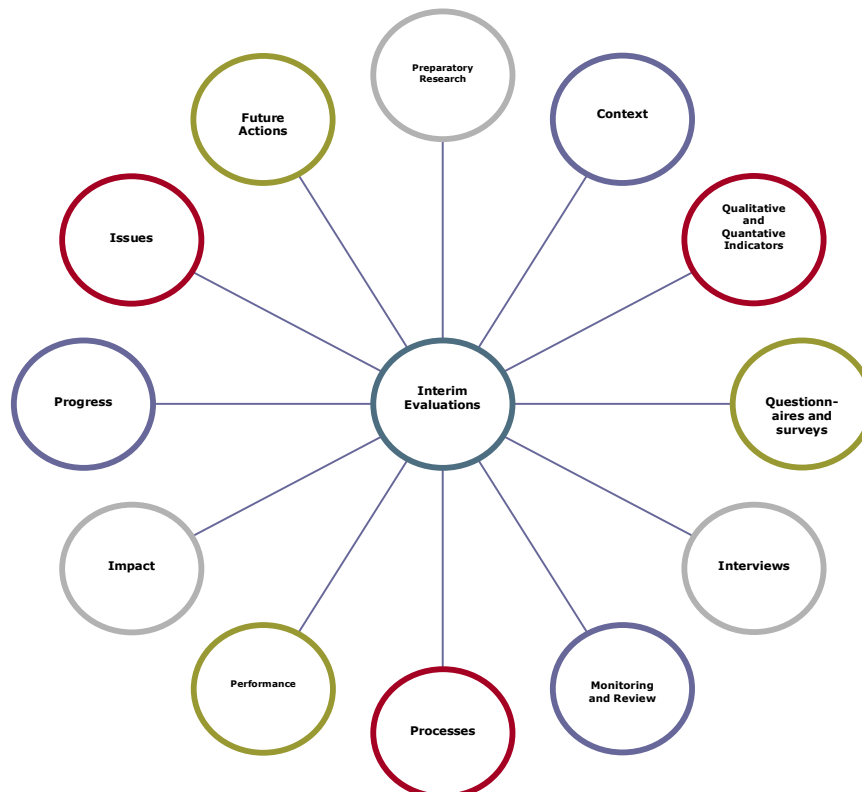 Preparatory
Research
Context
Qualitative
and
Quantative
Indicators
Questionn-
aires and
surveys
Interviews
Monitoring
and Review
Processes
Performance
Impact
Progress
Issues
Future
Actions
Interim
Evaluations